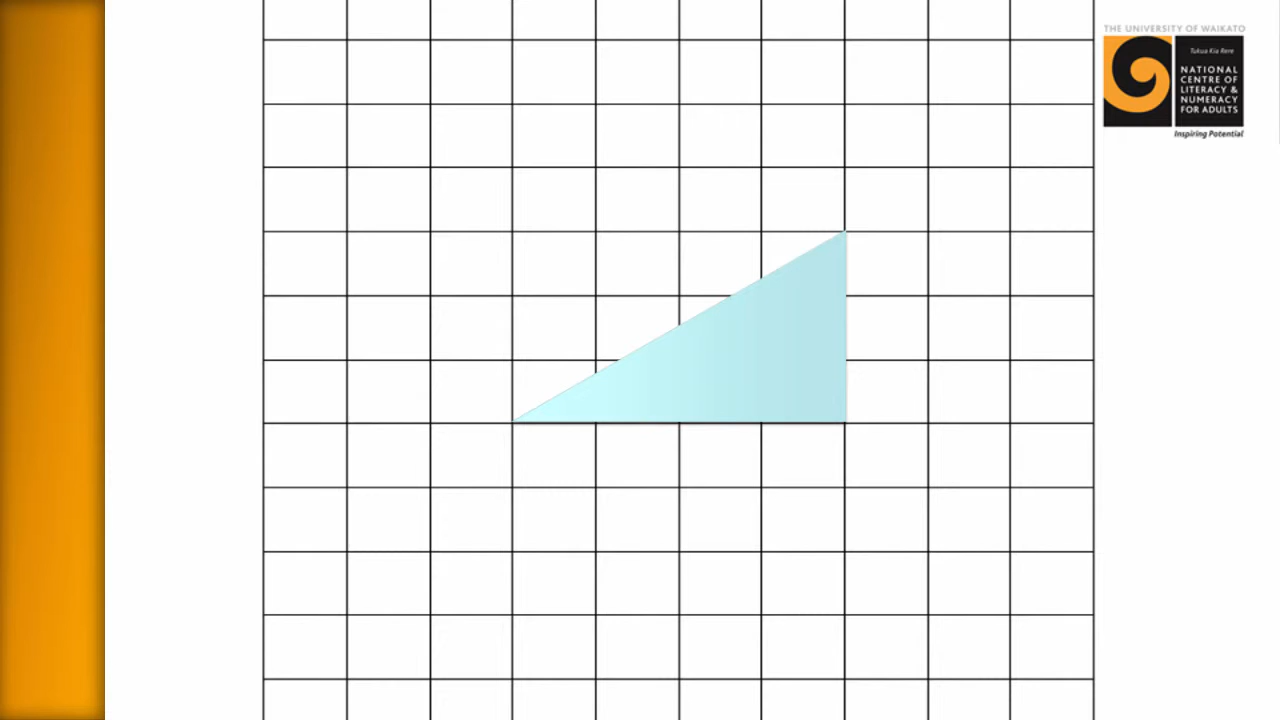 THE UNIVERSITY OF WAIKATO
Tukua Kia Rere
NATIONAL
CENTRE OF
LITERACY &
NUMERACY
FOR ADULTS
Inspiring Potential